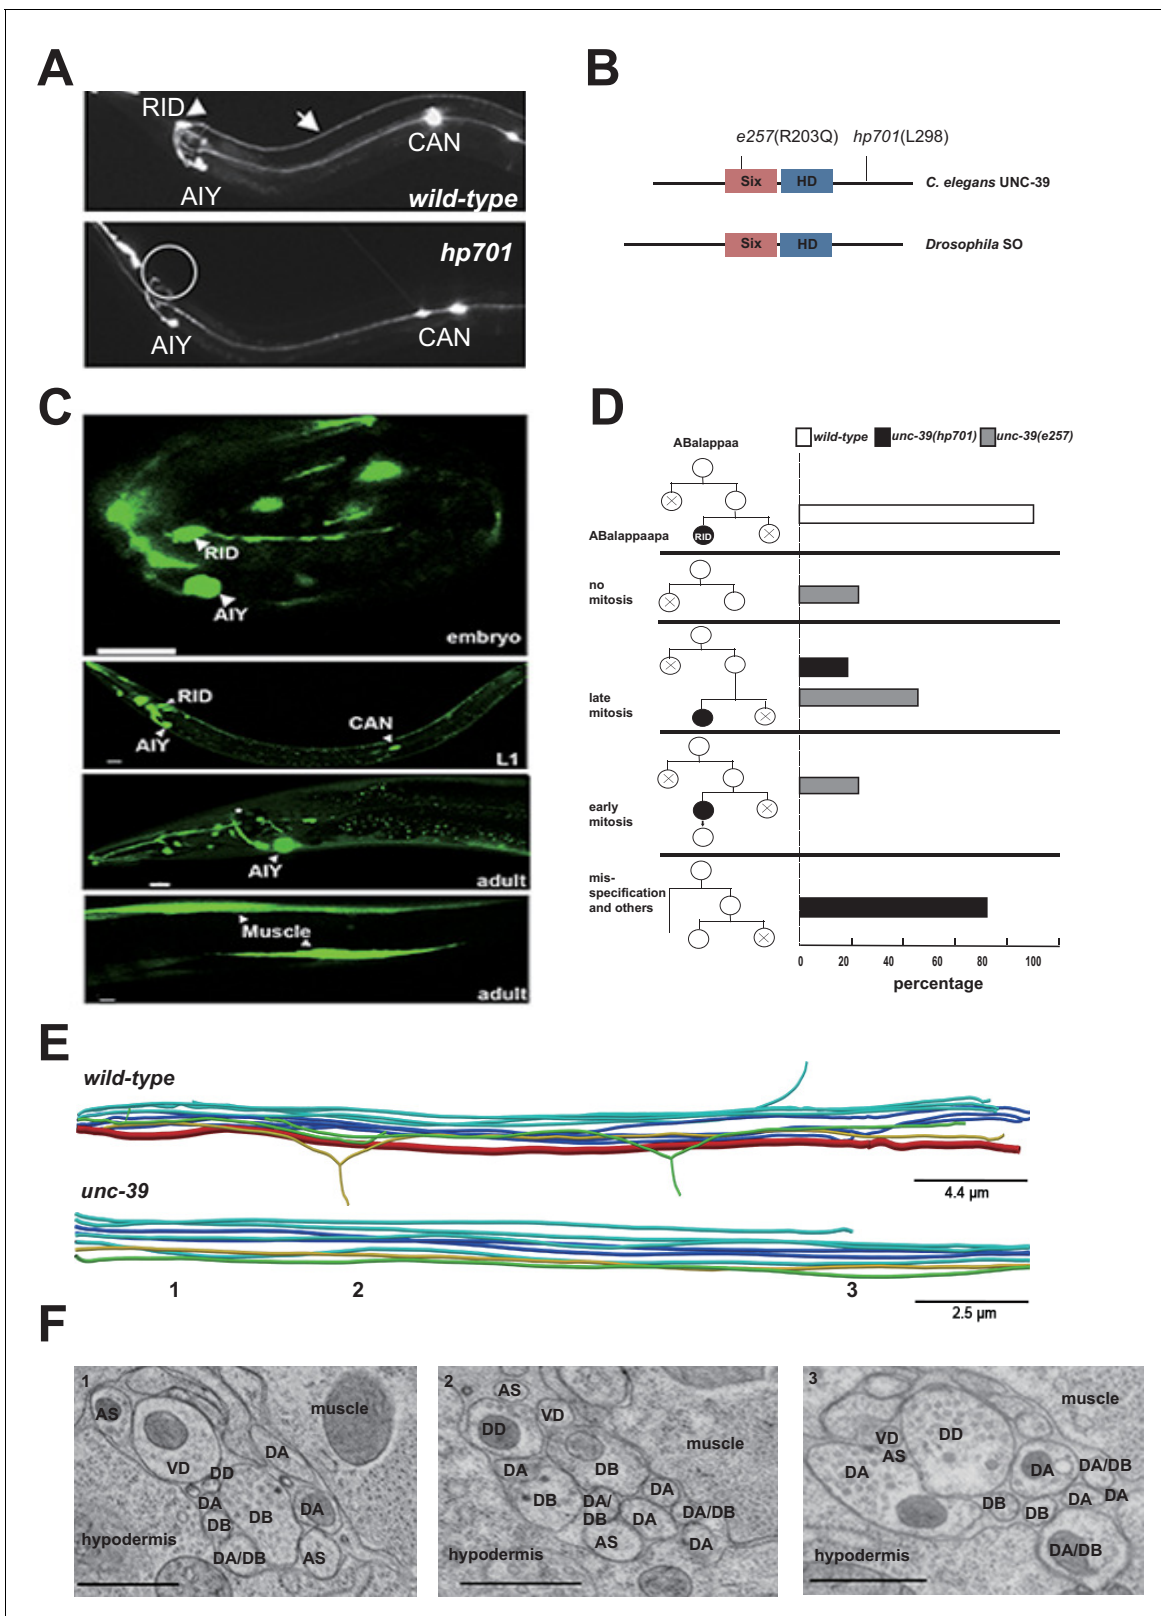 A
RID
CAN
AIY
wild-type
hp701
AIY
CAN
B
e257(R203Q) hp701(L298)
Six HD C. elegans UNC-39
Six HD Drosophila SO
C
RID
AIY
embryo
RID
CAN
AIY
L1
AIY
adult
Muscle
adult
D
wild-type unc-39(hp701) unc-39(e257)
ABalappaa
ABalappaapa
RID
no
mitosis
late
mitosis
early
mitosis
mis-
specification
and others
0 20 40 60 80 100
percentage
E
wild-type
4.4 µm
unc-39
1 2 3
2.5 µm
F
1
AS
muscle
DA
VD DD
DA
DB DB DA
hypodermis
DA/DB AS
2
AS
DD VD
muscle
DA DB
DB DA/
DB
DA
DA DA/DB
AS DA
hypodermis
3
muscle
VD DD
AS
DA DA DA/DB
DB DB DA DA
hypodermis DA/DB